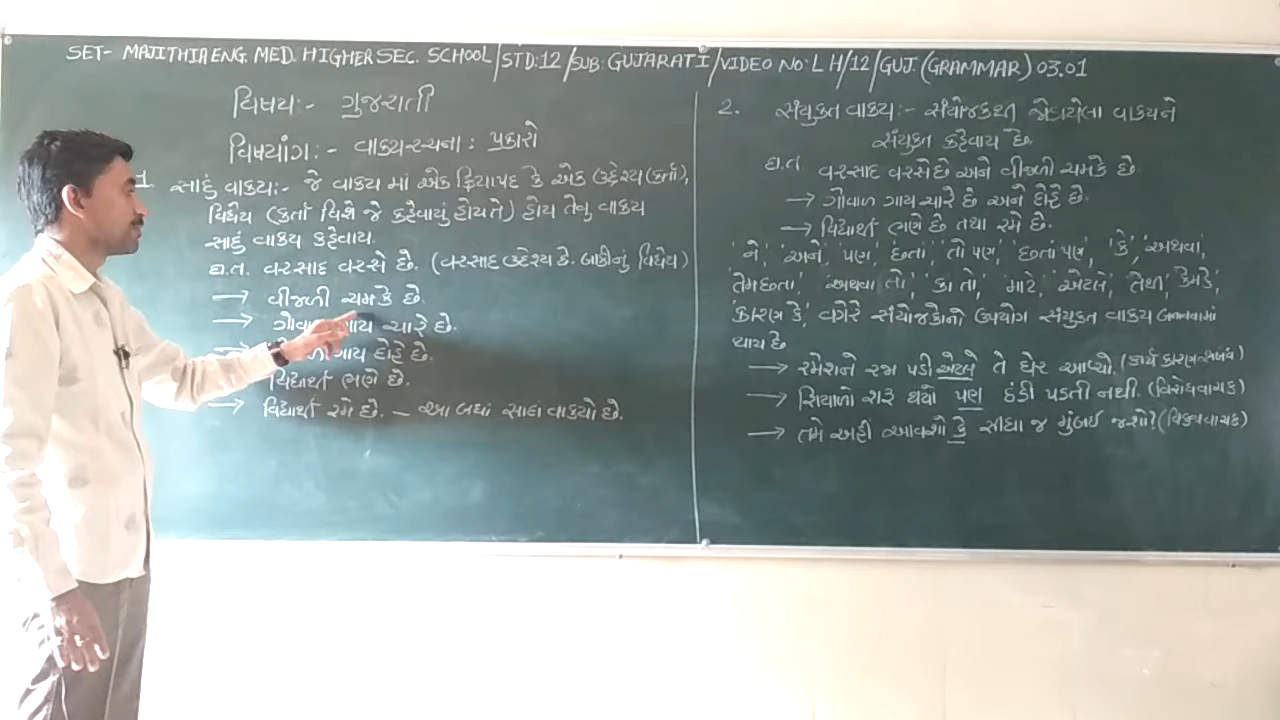 SET- MAJITHIA ENG. MED. HIGHER SEC. SCHOOL/STD:12/SUB: GUJARATI/VIDEO NO: LH/12/GUJ (GRAMMAR) 03.01
વિષય:- ગુજરાતી
વિષયાંગ:- વાક્યરચના: પ્રકારો
1. સાદું વાક્ય:- જે વાક્ય માં એક ક્રિયાપદ કે એક ઉદ્દેશ્ય (કર્તા),
વિધેય (કર્તા વિશે જે કહેવાયું હોય તે) હોય તેવુ વાક્ય
સાદું વાક્ય કહેવાય.
દા.ત. વરસાદ વરસે છે. (વરસાદ ઉદ્દેશ્ય છે. બાકીનું વિધેય)
→ વીજળી ચમકે છે.
→ ગોવાળ ગાય ચારે છે.
ગાય દોહે છે.
વિદ્યાર્થી ભણે છે.
→ વિદ્યાર્થી રમે છે. – આ બધાં સાદા વાક્યો છે.
2. સંયુક્ત વાક્ય:- સંયોજકથી જોડાયેલા વાક્યને
સંયુક્ત કહેવાય છે.
દા.ત વરસાદ વરસે છે અને વીજળી ચમકે છે.
→ ગોવાળ ગાય ચારે છે અને દોહે છે.
→ વિદ્યાર્થી ભણે છે તથા રમે છે.
'ને', 'અને', 'પણ', 'છતા', 'તો પણ', 'છતાં પણ', 'કે', 'અથવા',
'તેમ છતા', 'અથવા તો', 'કા તો', 'માટે', 'એટલે', 'તેથી', 'કેમકે',
'કારણ કે', વગેરે સંયોજકોનો ઉપયોગ સંયુક્ત વાક્ય બનાવવામાં
થાય છે
→ રમેશને રજા પડી એટલે તે ઘેર આવ્યો. (કાર્ય કારણ સંબંધ)
→ શિયાળો શરૂ થયો પણ ઠંડી પડતી નથી. (વિરોધવાચક)
→ તમે અહીં આવશો કે સીધા જ મુંબઈ જશો? (વિકલ્પવાચક)